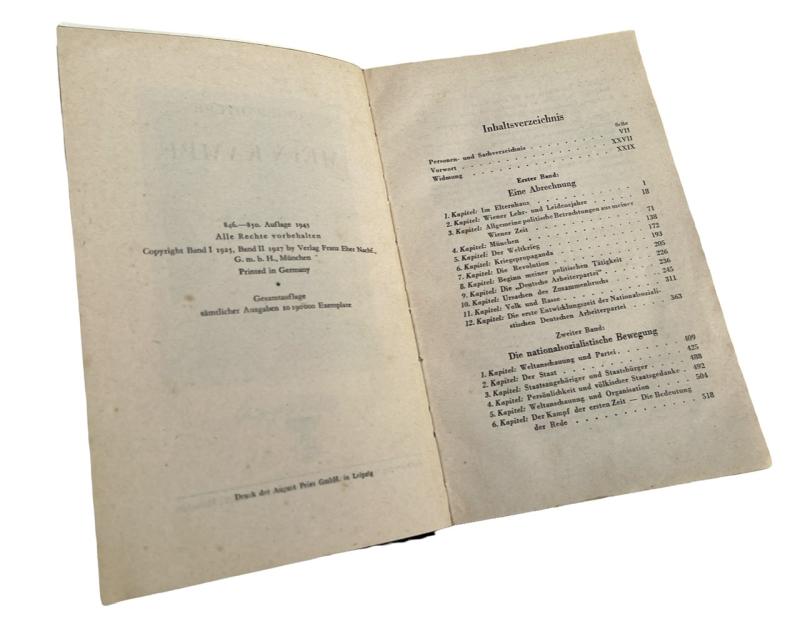 846.—850. Auflage 1943
Alle Rechte vorbehalten
Copyright Band I 1925, Band II 1927 by Verlag Franz Eher Nachf.,
G. m. b. H., München
Printed in Germany
*
Gesamtauflage
sämtlicher Ausgaben 10 190 000 Exemplare
Druck der August Pries GmbH. in Leipzig
Inhaltsverzeichnis
Seite
Personen- und Sachverzeichnis . . . . VII
Vorwort . . . . XXVII
Widmung . . . . XXIX
Erster Band:
Eine Abrechnung
1. Kapitel: Im Elternhaus . . . . 1
2. Kapitel: Wiener Lehr- und Leidensjahre . . . . 18
3. Kapitel: Allgemeine politische Betrachtungen aus meiner
Wiener Zeit . . . . 71
4. Kapitel: München . . . . 138
5. Kapitel: Der Weltkrieg . . . . 172
6. Kapitel: Kriegspropaganda . . . . 193
7. Kapitel: Die Revolution . . . . 205
8. Kapitel: Beginn meiner politischen Tätigkeit . . . . 226
9. Kapitel: Die „Deutsche Arbeiterpartei“ . . . . 236
10. Kapitel: Ursachen des Zusammenbruchs . . . . 245
11. Kapitel: Volk und Rasse . . . . 311
12. Kapitel: Die erste Entwicklungszeit der Nationalsoziali-
stischen Deutschen Arbeiterpartei . . . . 363
Zweiter Band:
Die nationalsozialistische Bewegung
1. Kapitel: Weltanschauung und Partei . . . . 409
2. Kapitel: Der Staat . . . . 425
3. Kapitel: Staatsangehöriger und Staatsbürger . . . . 488
4. Kapitel: Persönlichkeit und völkischer Staatsgedanke . . 492
5. Kapitel: Weltanschauung und Organisation . . . . 504
6. Kapitel: Der Kampf der ersten Zeit — Die Bedeutung
der Rede . . . . 518